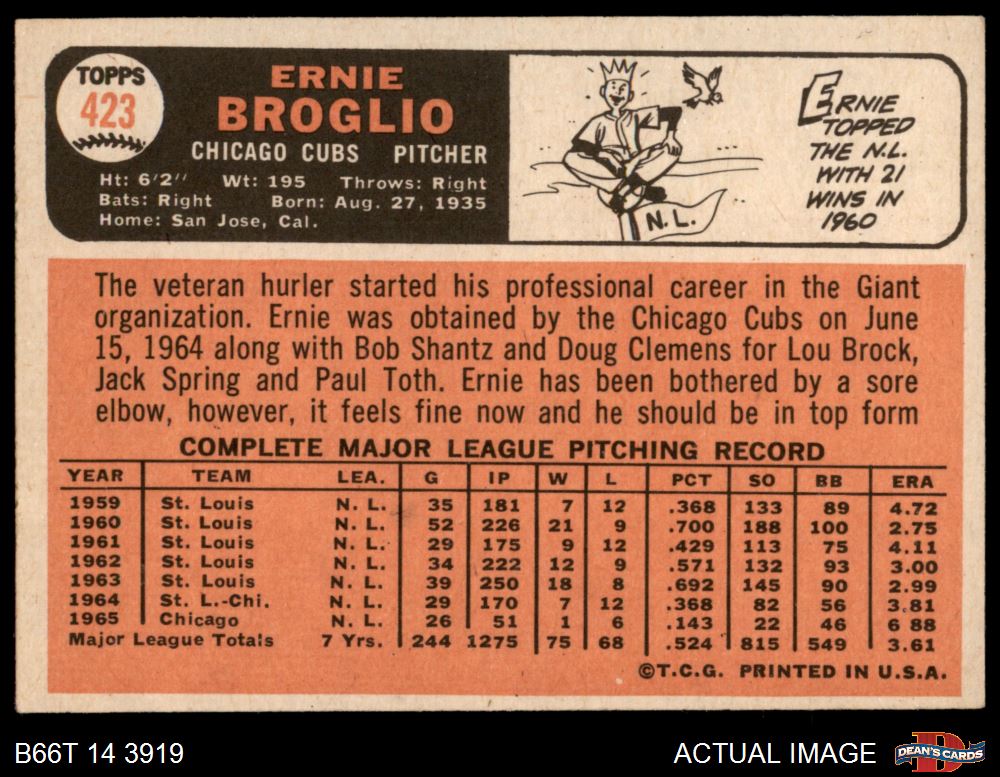 TOPPS
423
ERNIE
BROGLIO
CHICAGO CUBS PITCHER
Ht: 6'2" Wt: 195 Throws: Right
Bats: Right Born: Aug. 27, 1935
Home: San Jose, Cal.
N.L.
ERNIE
TOPPED
THE N.L.
WITH 21
WINS IN
1960
The veteran hurler started his professional career in the Giant
organization. Ernie was obtained by the Chicago Cubs on June
15, 1964 along with Bob Shantz and Doug Clemens for Lou Brock,
Jack Spring and Paul Toth. Ernie has been bothered by a sore
elbow, however, it feels fine now and he should be in top form
COMPLETE MAJOR LEAGUE PITCHING RECORD
YEAR TEAM LEA. G IP W L PCT SO BB ERA
1959 St. Louis N. L. 35 181 7 12 .368 133 89 4.72
1960 St. Louis N. L. 52 226 21 9 .700 188 100 2.75
1961 St. Louis N. L. 29 175 9 12 .429 113 75 4.11
1962 St. Louis N. L. 34 222 12 9 .571 132 93 3.00
1963 St. Louis N. L. 39 250 18 8 .692 145 90 2.99
1964 St. L.-Chi. N. L. 29 170 7 12 .368 82 56 3.81
1965 Chicago N. L. 26 51 1 6 .143 22 46 6 88
Major League Totals 7 Yrs. 244 1275 75 68 .524 815 549 3.61
©T.C.G. PRINTED IN U.S.A.
B66T 14 3919
ACTUAL IMAGE
DEAN'S CARDS